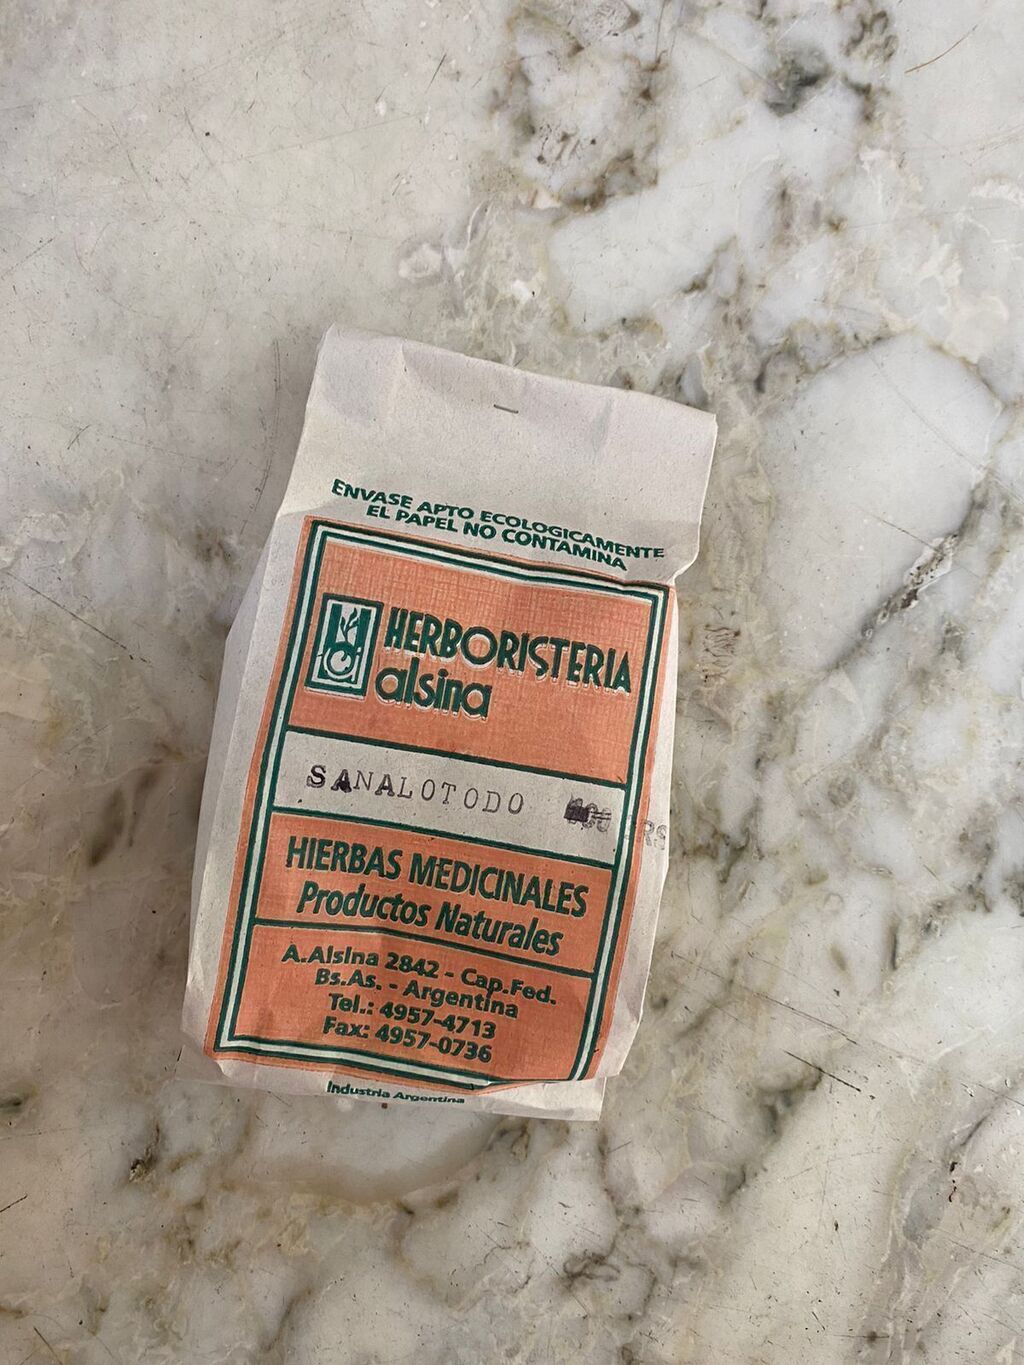 ENVASE APTO ECOLOGICAMENTE
EL PAPEL NO CONTAMINA
HERBORISTERIA
alsina
SANALOTODO
HIERBAS MEDICINALES
Productos Naturales
A.Alsina 2842 - Cap.Fed.
Bs.As. - Argentina
Tel.: 4957-4713
Fax: 4957-0736
Industria Argentina